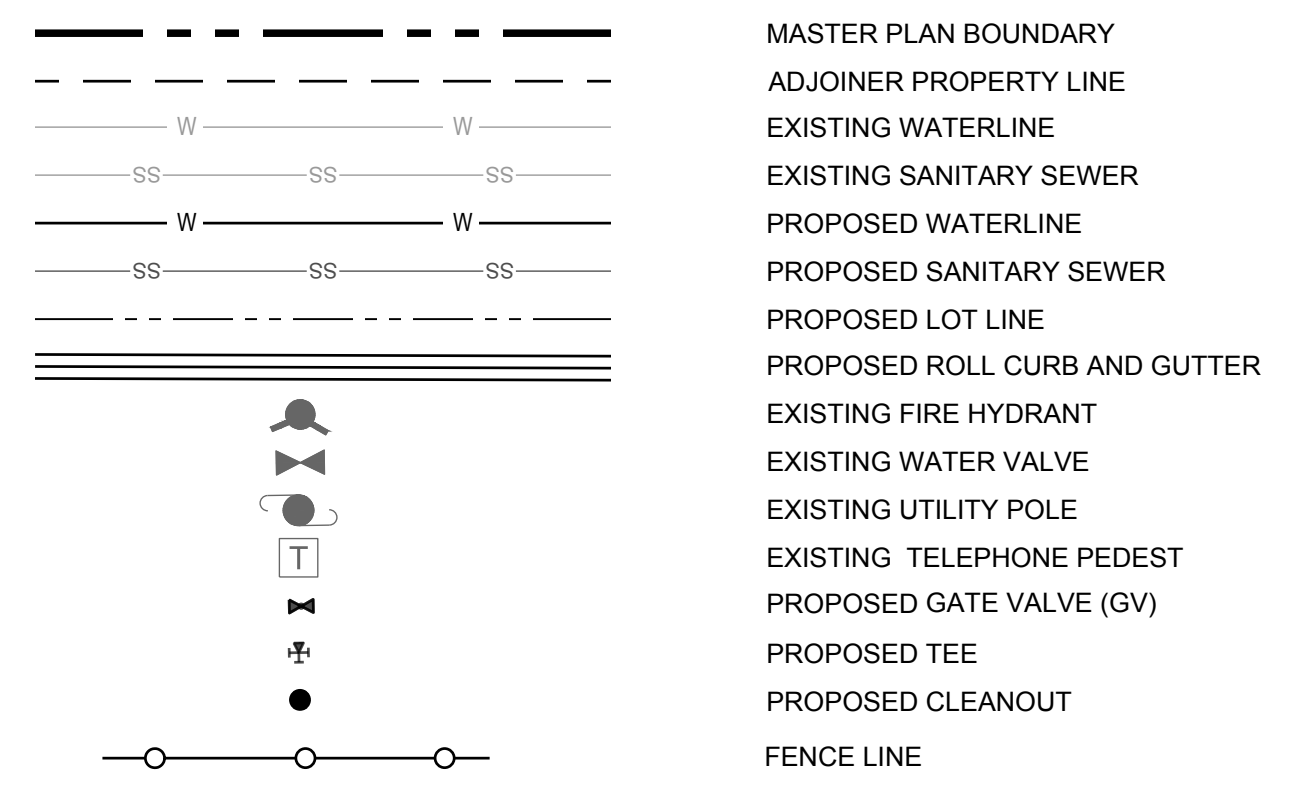 MASTER PLAN BOUNDARY
ADJOINER PROPERTY LINE
W W EXISTING WATERLINE
SS SS SS EXISTING SANITARY SEWER
W W PROPOSED WATERLINE
SS SS SS PROPOSED SANITARY SEWER
PROPOSED LOT LINE
PROPOSED ROLL CURB AND GUTTER
EXISTING FIRE HYDRANT
EXISTING WATER VALVE
EXISTING UTILITY POLE
T EXISTING TELEPHONE PEDEST
PROPOSED GATE VALVE (GV)
PROPOSED TEE
PROPOSED CLEANOUT
FENCE LINE